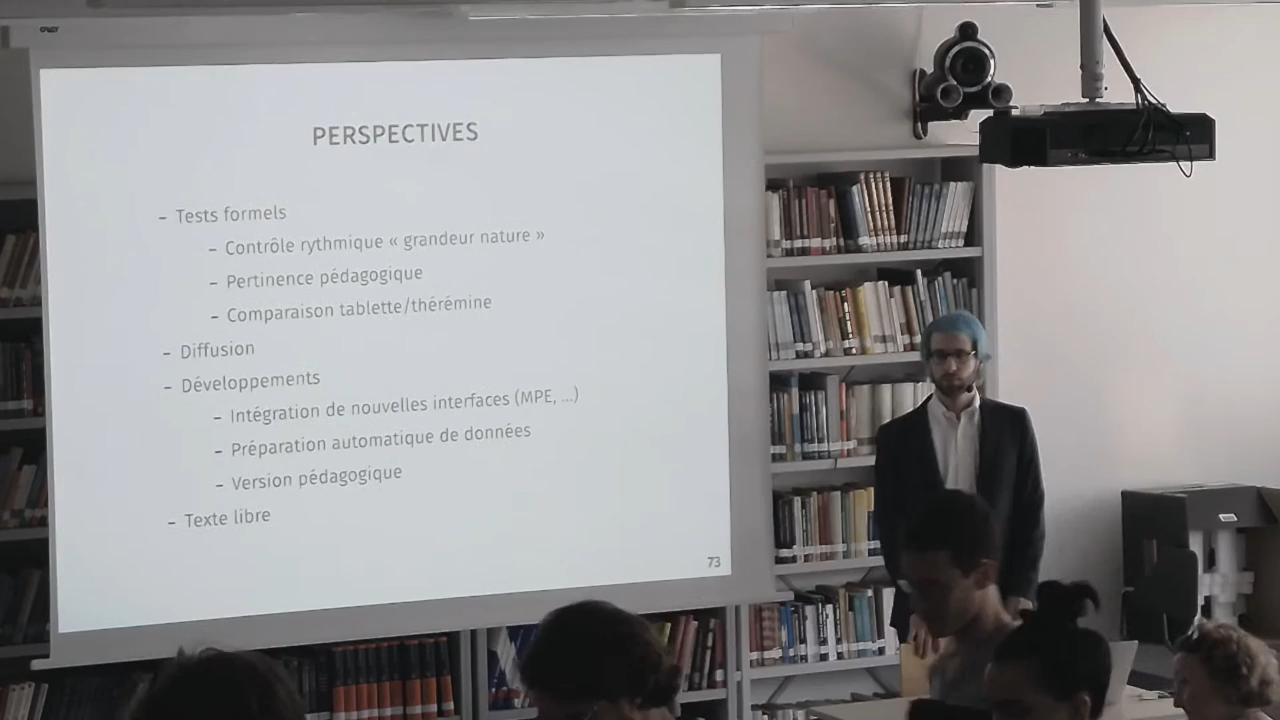 PERSPECTIVES
– Tests formels
– Contrôle rythmique « grandeur nature »
– Pertinence pédagogique
– Comparaison tablette/thérémine
– Diffusion
– Développements
– Intégration de nouvelles interfaces (MPE, ...)
– Préparation automatique de données
– Version pédagogique
– Texte libre
73